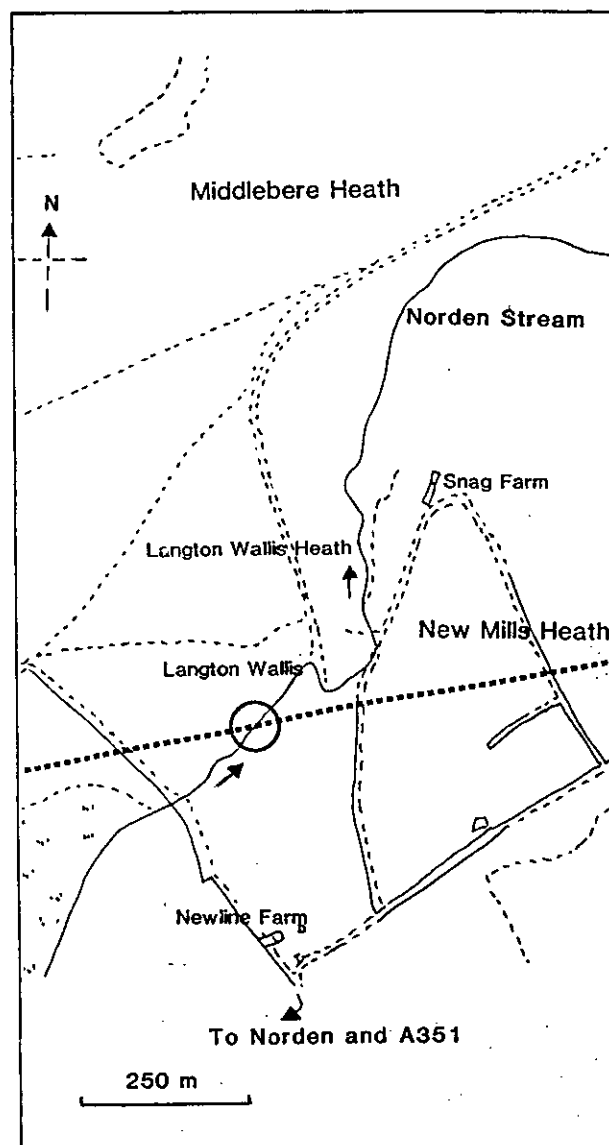 Middlebere Heath
N
Norden Stream
Snag Farm
Langton Wallis Heath
New Mills Heath
Langton Wallis
Newline Farm
To Norden and A351
250 m